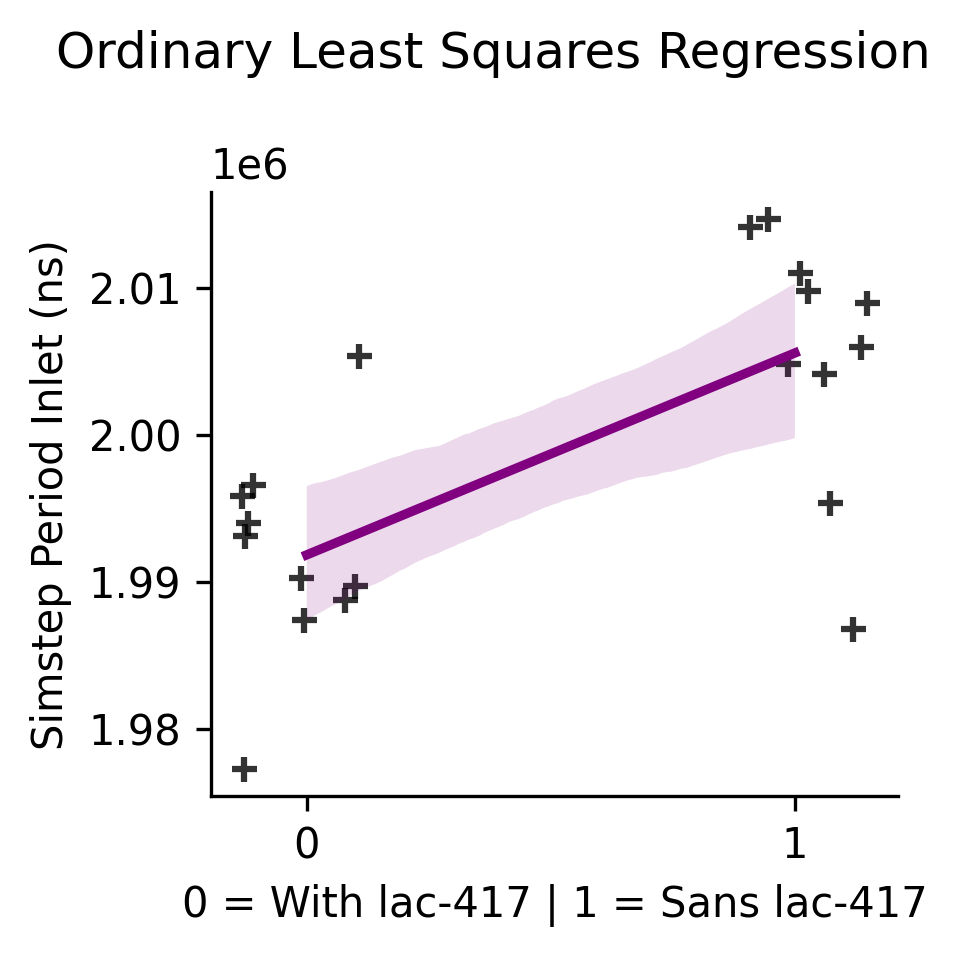 Ordinary Least Squares Regression
1e6
Simstep Period Inlet (ns)
2.01
2.00
1.99
1.98
0
1
0 = With lac-417 | 1 = Sans lac-417